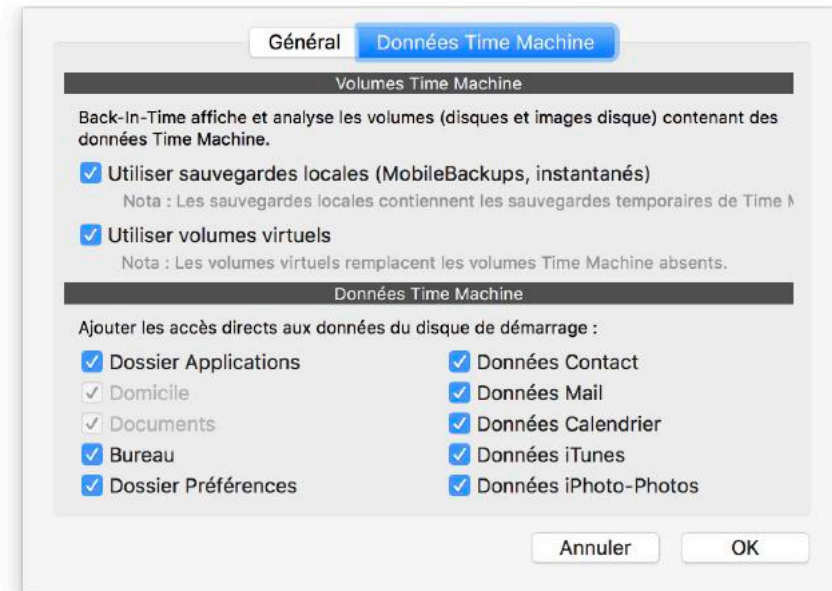 Général Données Time Machine
Volumes Time Machine
Back-In-Time affiche et analyse les volumes (disques et images disque) contenant des
données Time Machine.
Utiliser sauvegardes locales (MobileBackups, instantanés)
Nota : Les sauvegardes locales contiennent les sauvegardes temporaires de Time
Utiliser volumes virtuels
Nota : Les volumes virtuels remplacent les volumes Time Machine absents.
Données Time Machine
Ajouter les accès directs aux données du disque de démarrage :
Dossier Applications Données Contact
Domicile Données Mail
Documents Données Calendrier
Bureau Données iTunes
Dossier Préférences Données iPhoto-Photos
Annuler OK